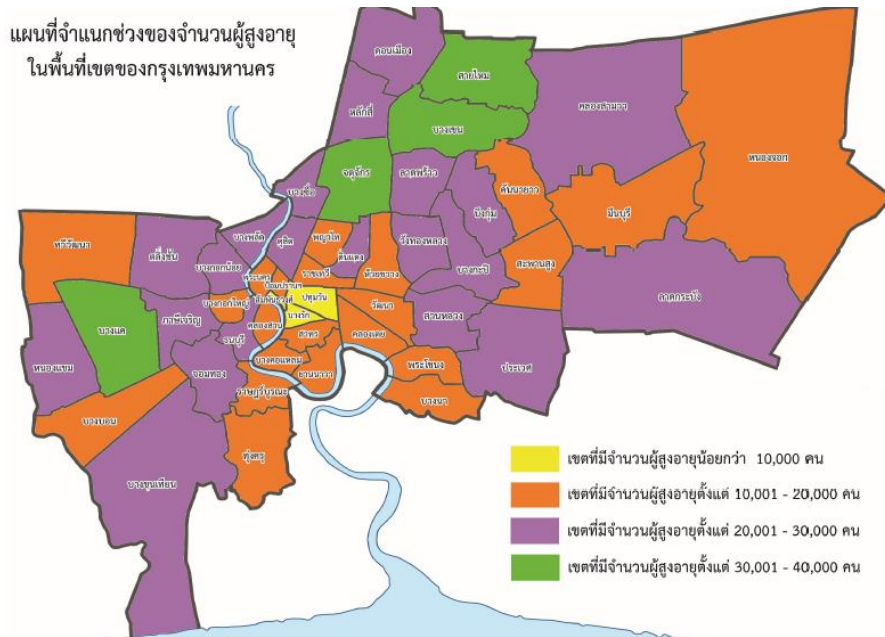 แผนที่จำแนกช่วงของจำนวนผู้สูงอายุ
ในพื้นที่เขตของกรุงเทพมหานคร
ดอนเมือง
สายไหม
หลักสี่
บางเขน
คลองสามวา
หนองจอก
จตุจักร
ลาดพร้าว
คันนายาว
บางซื่อ
บึงกุ่ม
มีนบุรี
ทวีวัฒนา
ตลิ่งชัน
บางพลัด
ดุสิต
พญาไท
ดินแดง
วังทองหลาง
บางกะปิ
สะพานสูง
บางกอกน้อย
พระนคร
ป้อมปราบฯ
ราชเทวี
ห้วยขวาง
ลาดกระบัง
บางแค
ภาษีเจริญ
บางกอกใหญ่
สัมพันธวงศ์
ปทุมวัน
บางรัก
วัฒนา
สวนหลวง
หนองแขม
คลองสาน
ธนบุรี
สาทร
คลองเตย
จอมทอง
บางคอแหลม
ยานนาวา
พระโขนง
ประเวศ
ราษฎร์บูรณะ
บางนา
บางบอน
ทุ่งครุ
บางขุนเทียน
เขตที่มีจำนวนผู้สูงอายุน้อยกว่า 10,000 คน
เขตที่มีจำนวนผู้สูงอายุตั้งแต่ 10,001 - 20,000 คน
เขตที่มีจำนวนผู้สูงอายุตั้งแต่ 20,001 - 30,000 คน
เขตที่มีจำนวนผู้สูงอายุตั้งแต่ 30,001 - 40,000 คน